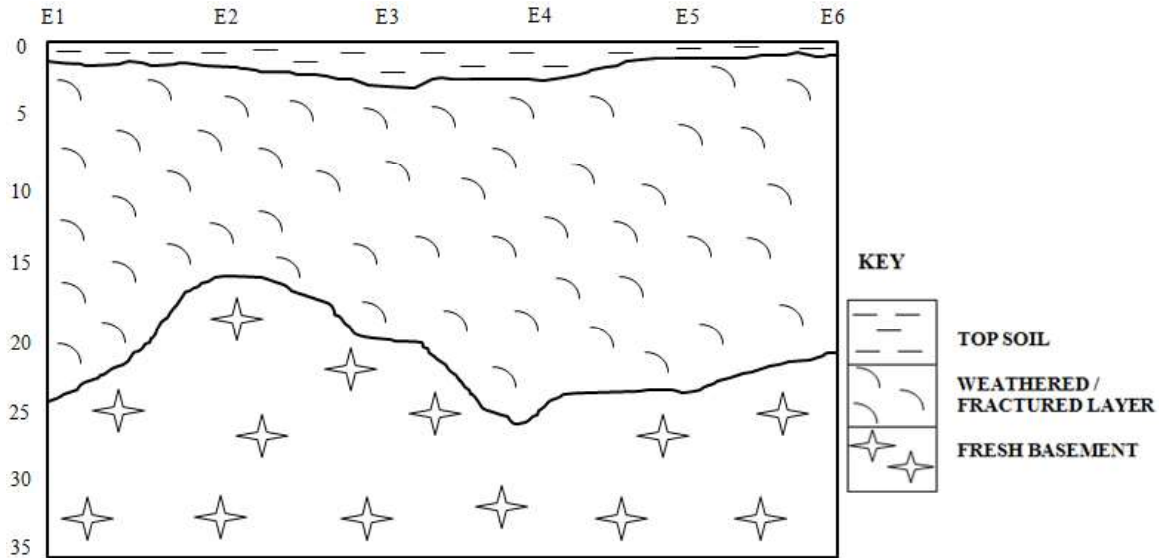 E1 E2 E3 E4 E5 E6
0
5
10
15
20
25
30
35
KEY
TOP SOIL
WEATHERED /
FRACTURED LAYER
FRESH BASEMENT